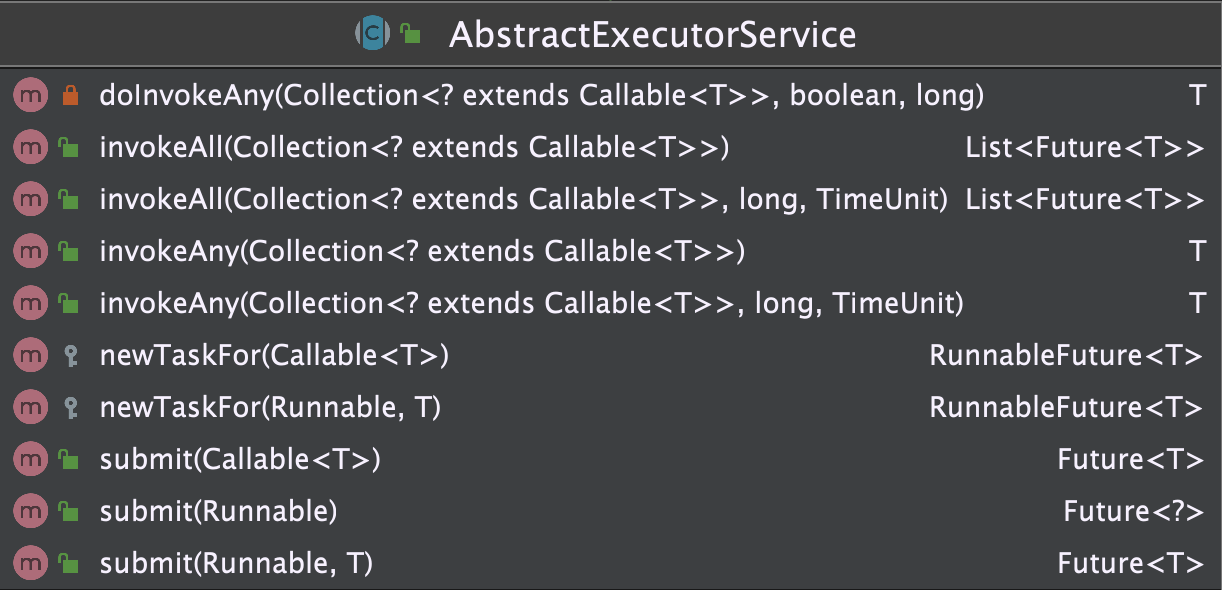 C AbstractExecutorService
m doInvokeAny(Collection<? extends Callable<T>>, boolean, long) T
m invokeAll(Collection<? extends Callable<T>>) List<Future<T>>
m invokeAll(Collection<? extends Callable<T>>, long, TimeUnit) List<Future<T>>
m invokeAny(Collection<? extends Callable<T>>) T
m invokeAny(Collection<? extends Callable<T>>, long, TimeUnit) T
m newTaskFor(Callable<T>) RunnableFuture<T>
m newTaskFor(Runnable, T) RunnableFuture<T>
m submit(Callable<T>) Future<T>
m submit(Runnable) Future<?>
m submit(Runnable, T) Future<T>